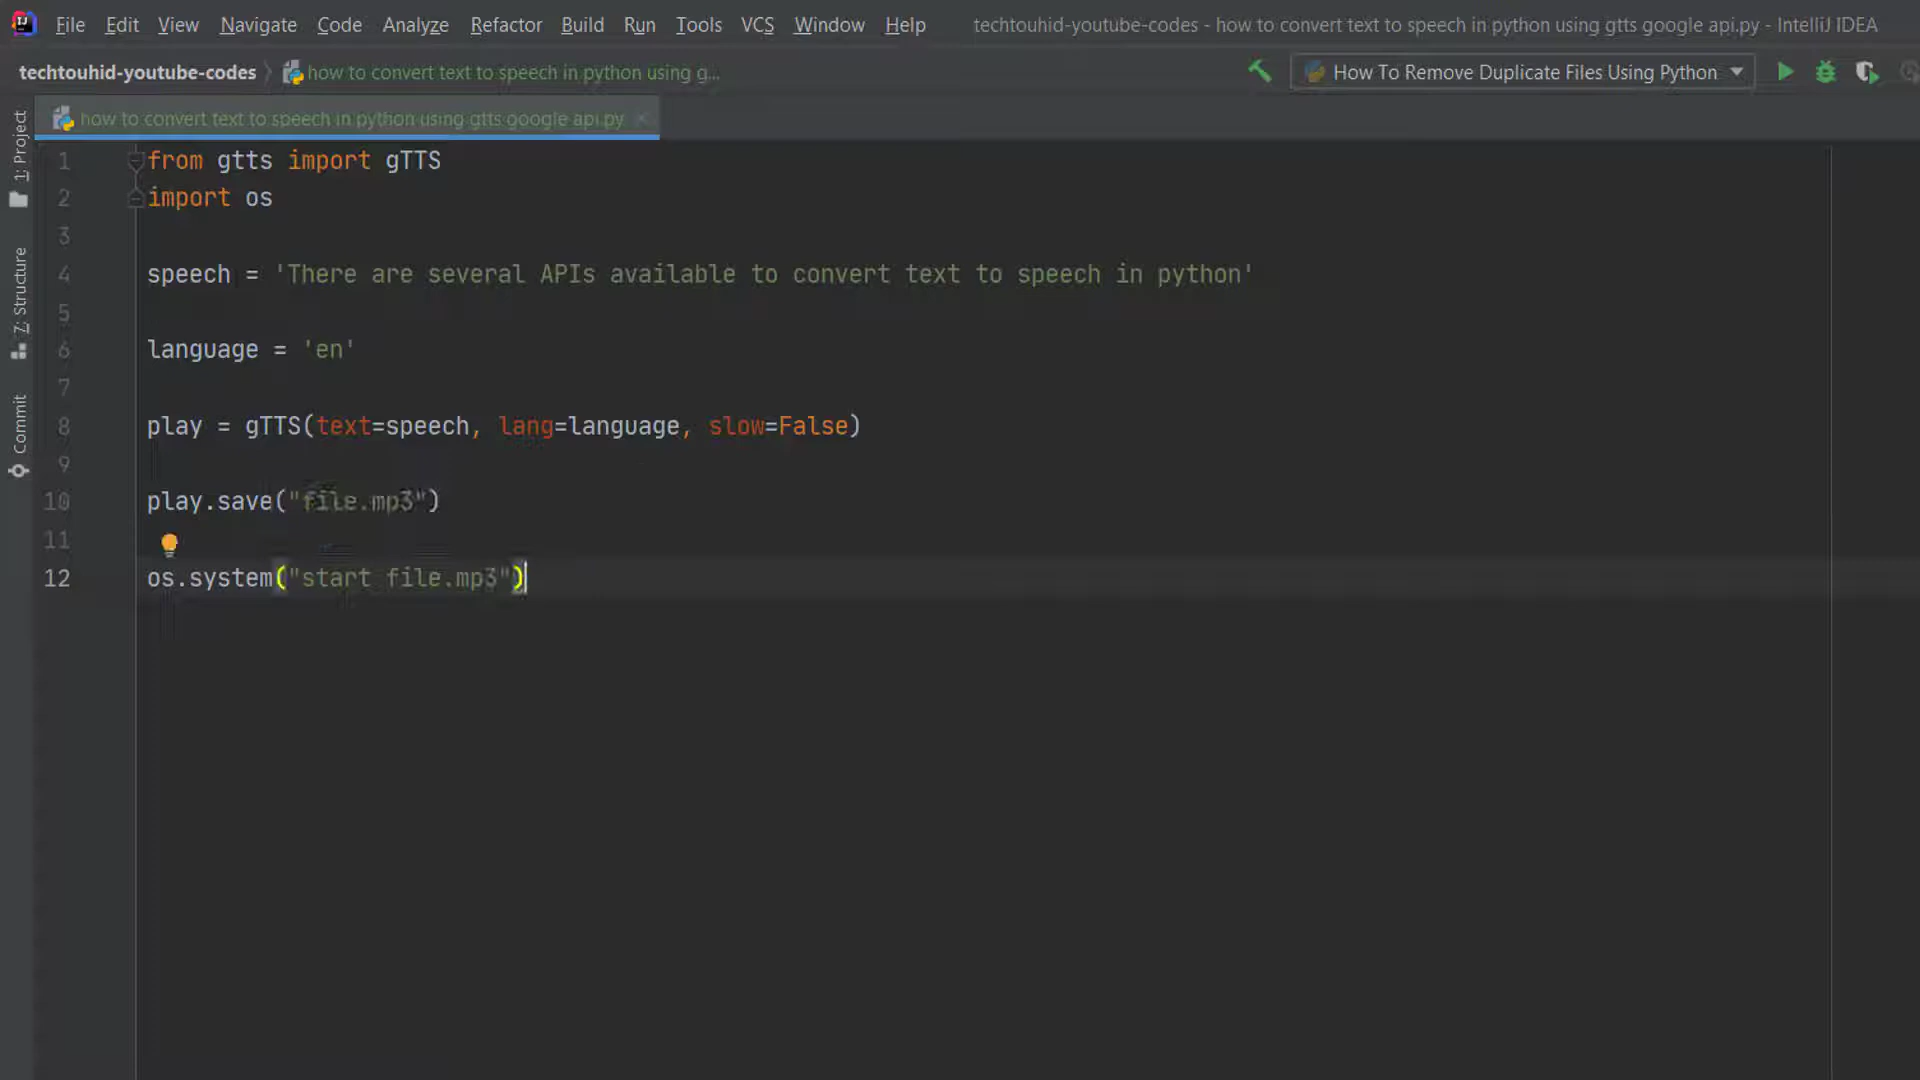 File Edit View Navigate Code Analyze Refactor Build Run Tools VCS Window Help techtouhid-youtube-codes - how to convert text to speech in python using gtts google api.py - IntelliJ IDEA
techtouhid-youtube-codes how to convert text to speech in python using g... How To Remove Duplicate Files Using Python
how to convert text to speech in python using gtts google api.py
1: Project
7: Structure
Commit
1 from gtts import gTTS
2 import os
3
4 speech = 'There are several APIs available to convert text to speech in python'
5
6 language = 'en'
7
8 play = gTTS(text=speech, lang=language, slow=False)
9
10 play.save("file.mp3")
11
12 os.system("start file.mp3")